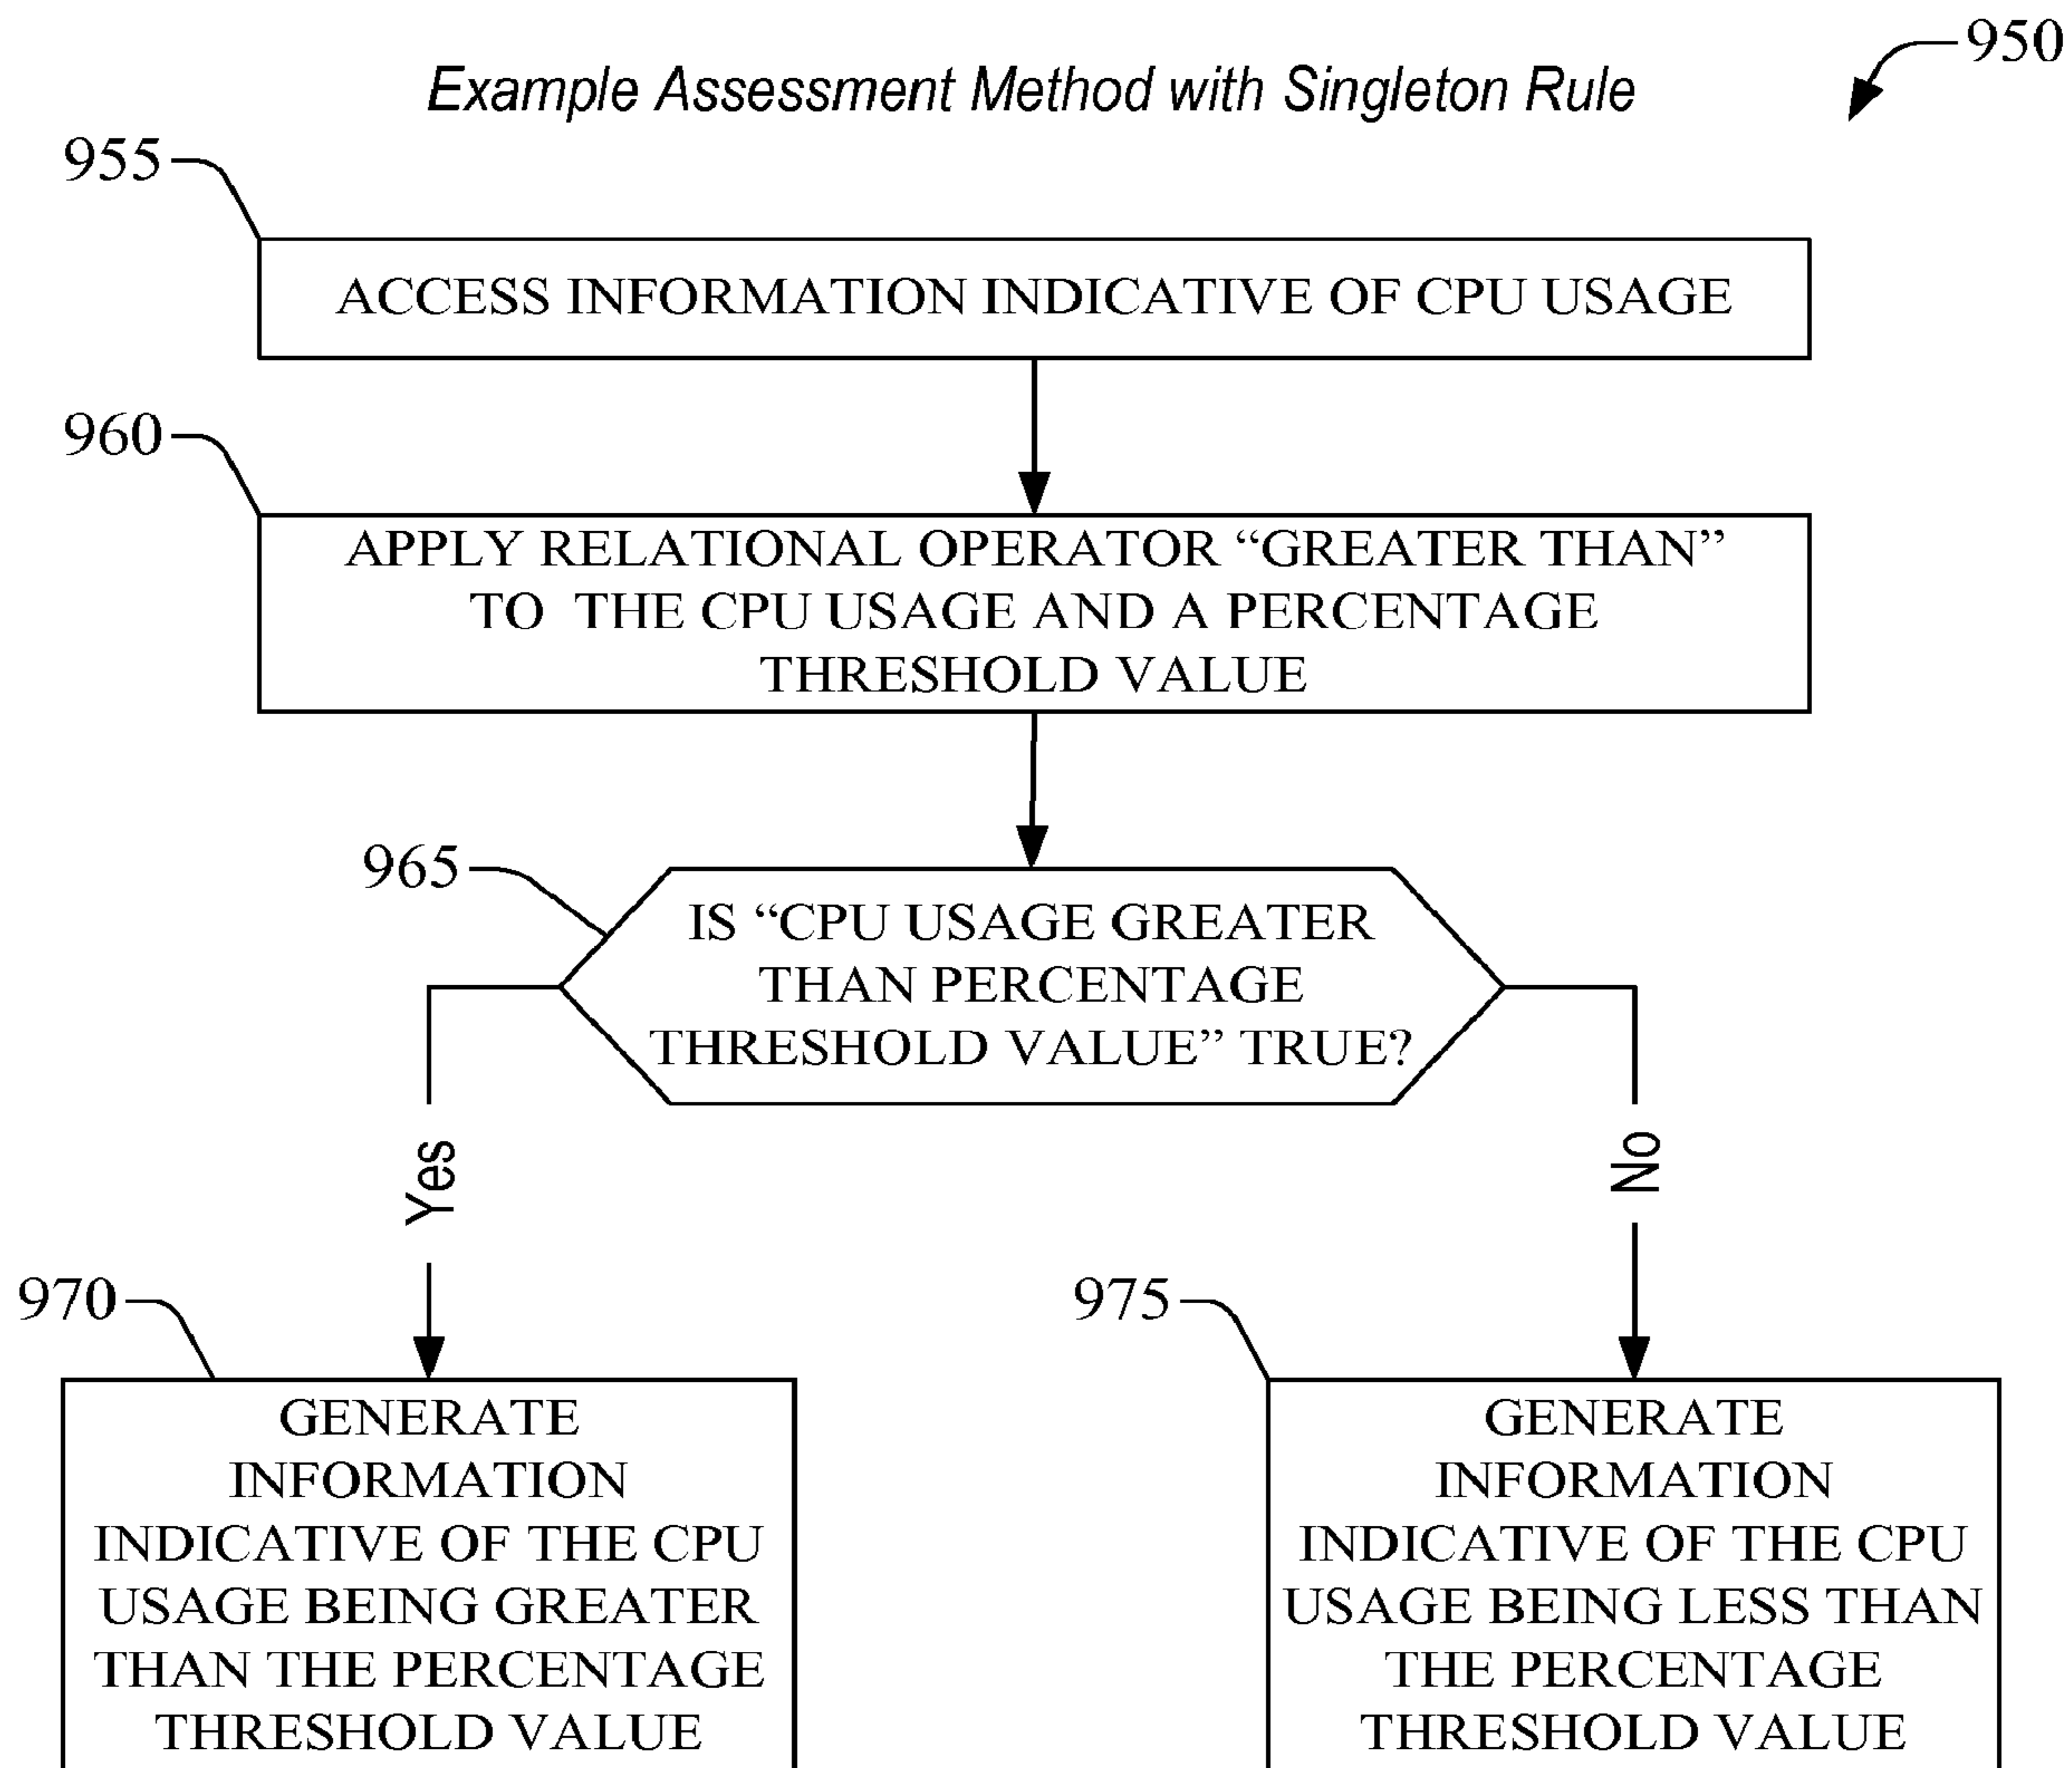 950
Example Assessment Method with Singleton Rule
955
ACCESS INFORMATION INDICATIVE OF CPU USAGE
960
APPLY RELATIONAL OPERATOR “GREATER THAN”
TO THE CPU USAGE AND A PERCENTAGE
THRESHOLD VALUE
965
IS “CPU USAGE GREATER
THAN PERCENTAGE
THRESHOLD VALUE” TRUE?
Yes
No
970
GENERATE
INFORMATION
INDICATIVE OF THE CPU
USAGE BEING GREATER
THAN THE PERCENTAGE
THRESHOLD VALUE
975
GENERATE
INFORMATION
INDICATIVE OF THE CPU
USAGE BEING LESS THAN
THE PERCENTAGE
THRESHOLD VALUE